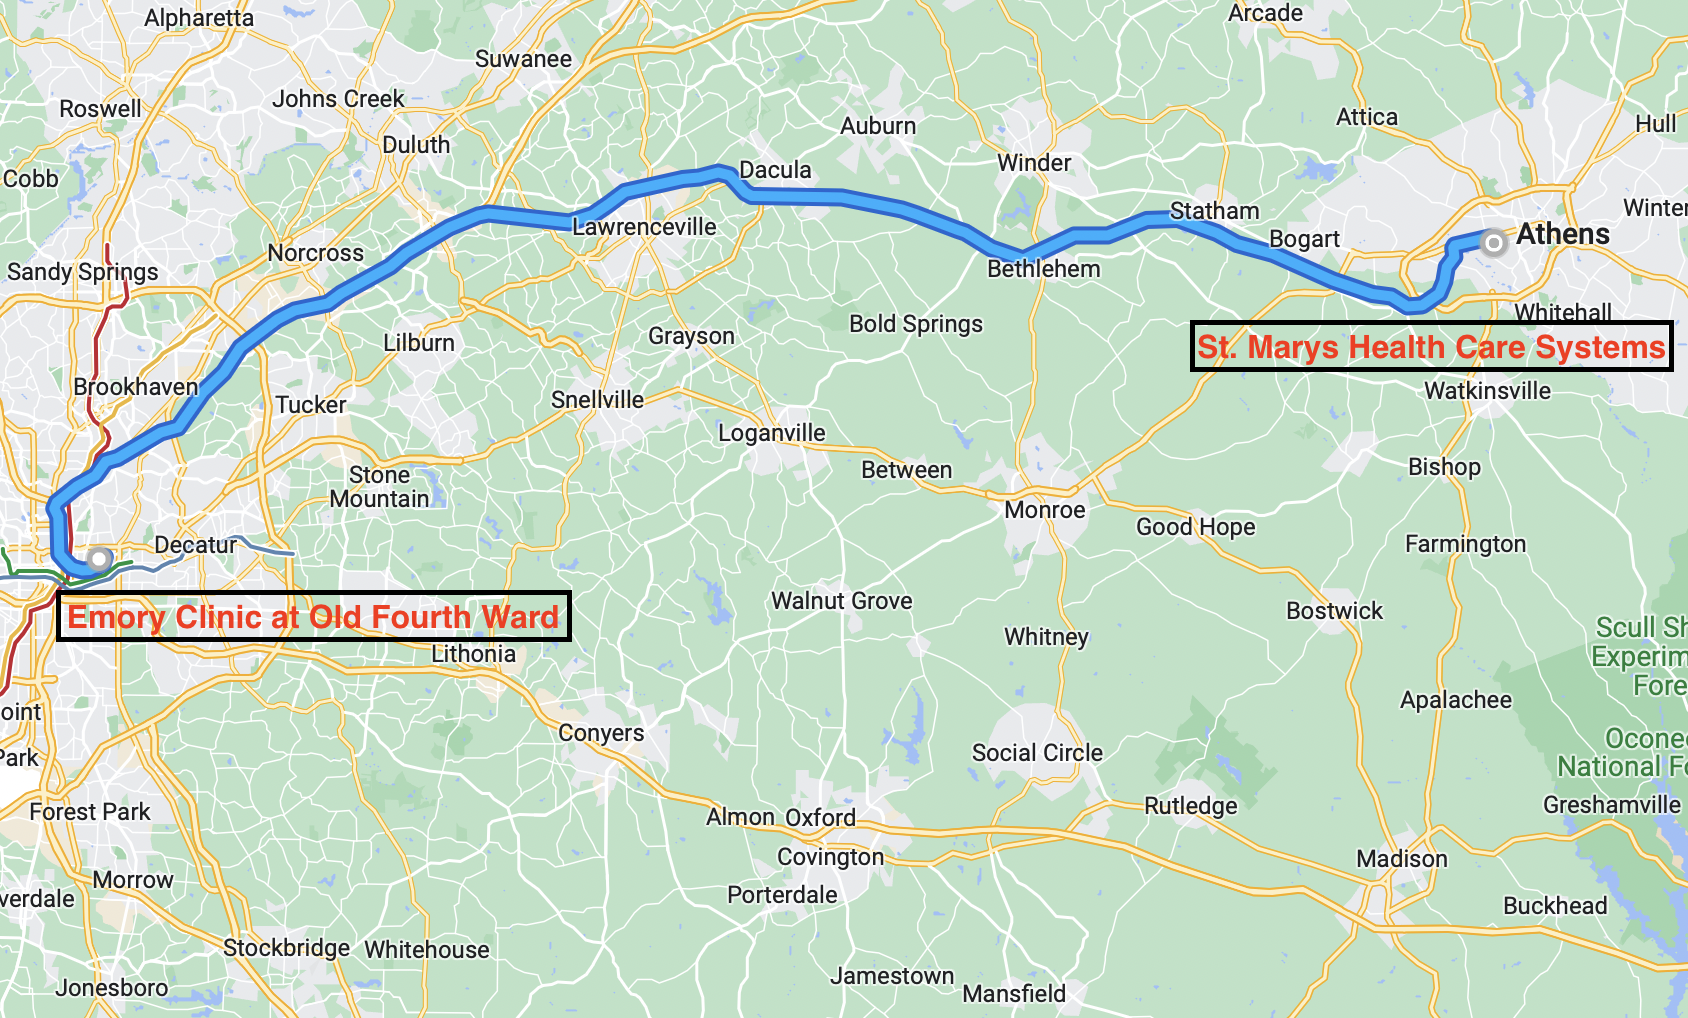 Alpharetta
Arcade
Suwanee
Johns Creek
Roswell
Attica
Hull
Auburn
Duluth
Winder
Dacula
Cobb
Winter
Statham
Lawrenceville
Athens
Bogart
Norcross
Sandy Springs
Bethlehem
Whitehall
Bold Springs
Grayson
Lilburn
St. Marys Health Care Systems
Brookhaven
Watkinsville
Snellville
Tucker
Loganville
Between
Bishop
Stone
Mountain
Monroe
Good Hope
Decatur
Farmington
Walnut Grove
Bostwick
Emory Clinic at Old Fourth Ward
Scull Sh
Experim
Fore
Whitney
Lithonia
Apalachee
oint
Conyers
Social Circle
Ocone
National Fo
Park
Rutledge
Greshamville
Forest Park
Almon
Oxford
Covington
Madison
Morrow
Porterdale
verdale
Buckhead
Stockbridge
Whitehouse
Jamestown
Jonesboro
Mansfield